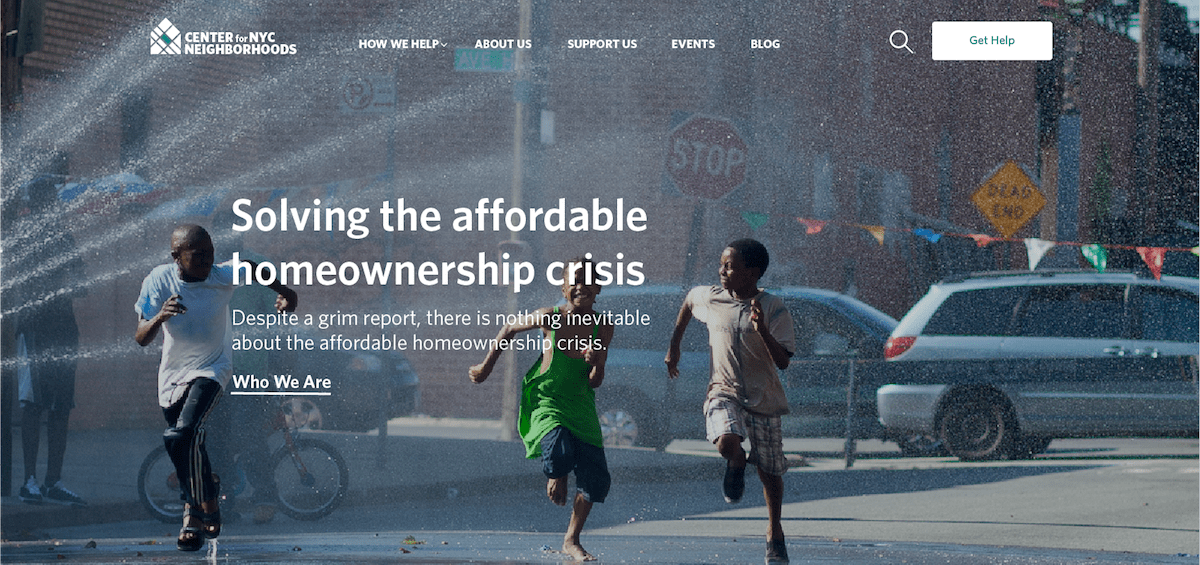 CENTER for NYC
NEIGHBORHOODS
HOW WE HELP
ABOUT US
SUPPORT US
EVENTS
BLOG
Get Help
AVE
STOP
DEAD
END
Solving the affordable
homeownership crisis
Despite a grim report, there is nothing inevitable
about the affordable homeownership crisis.
Who We Are